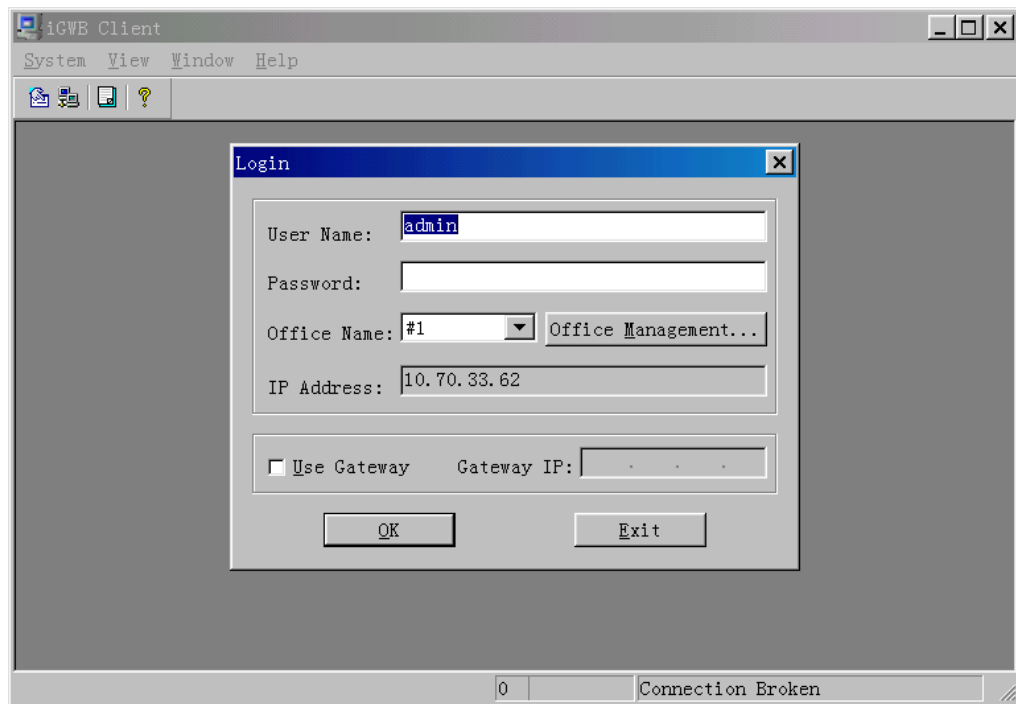 iGWB Client
System View Window Help
Login
User Name: admin
Password:
Office Name: #1 Office Management...
IP Address: 10.70.33.62
Use Gateway Gateway IP: . . .
OK Exit
0 Connection Broken